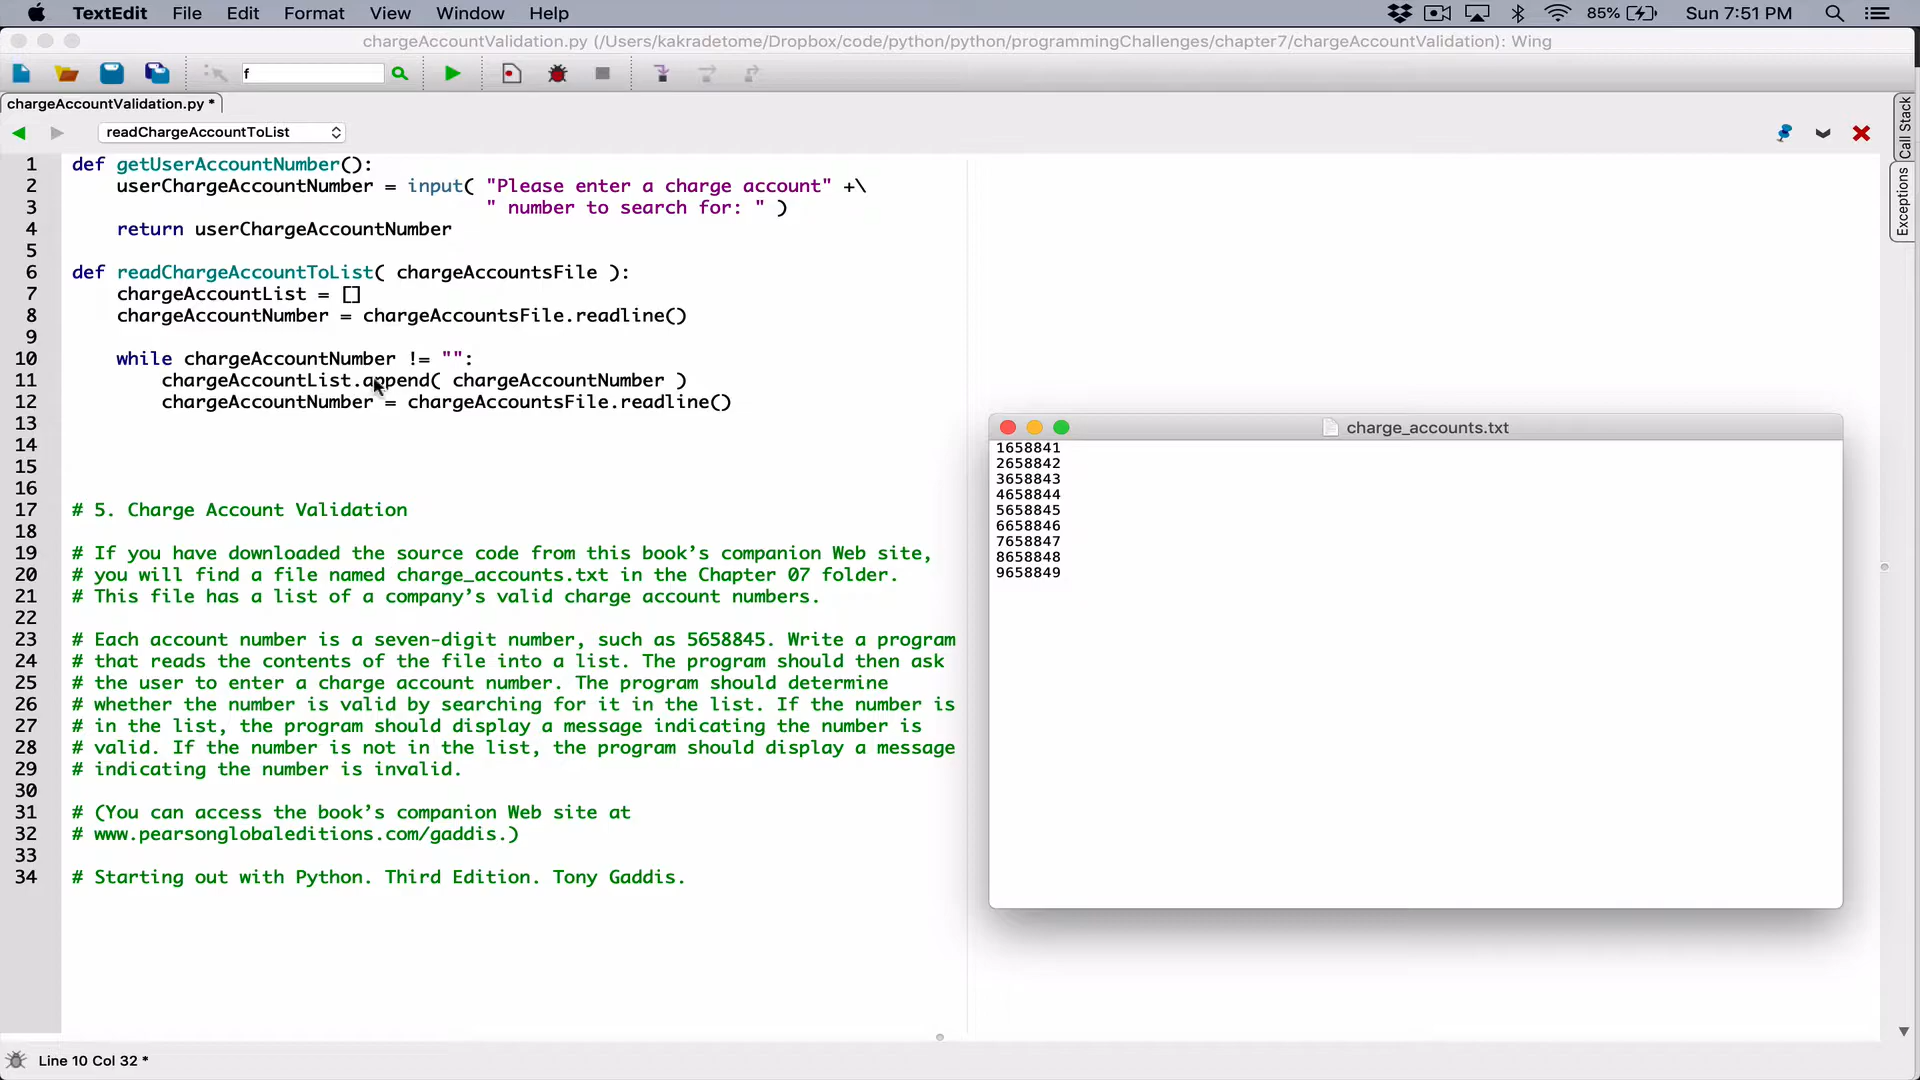 TextEdit File Edit Format View Window Help 85% Sun 7:51 PM
chargeAccountValidation.py (/Users/kakradetome/Dropbox/code/python/python/programmingChallenges/chapter7/chargeAccountValidation): Wing
f
chargeAccountValidation.py *
readChargeAccountToList
Call Stack
Exceptions
1 def getUserAccountNumber():
2 userChargeAccountNumber = input( "Please enter a charge account" +\
3 " number to search for: " )
4 return userChargeAccountNumber
5
6 def readChargeAccountToList( chargeAccountsFile ):
7 chargeAccountList = []
8 chargeAccountNumber = chargeAccountsFile.readline()
9
10 while chargeAccountNumber != "":
11 chargeAccountList.append( chargeAccountNumber )
12 chargeAccountNumber = chargeAccountsFile.readline()
13
14
15
16
17 # 5. Charge Account Validation
18
19 # If you have downloaded the source code from this book’s companion Web site,
20 # you will find a file named charge_accounts.txt in the Chapter 07 folder.
21 # This file has a list of a company’s valid charge account numbers.
22
23 # Each account number is a seven-digit number, such as 5658845. Write a program
24 # that reads the contents of the file into a list. The program should then ask
25 # the user to enter a charge account number. The program should determine
26 # whether the number is valid by searching for it in the list. If the number is
27 # in the list, the program should display a message indicating the number is
28 # valid. If the number is not in the list, the program should display a message
29 # indicating the number is invalid.
30
31 # (You can access the book’s companion Web site at
32 # www.pearsonglobaleditions.com/gaddis.)
33
34 # Starting out with Python. Third Edition. Tony Gaddis.
charge_accounts.txt
1658841
2658842
3658843
4658844
5658845
6658846
7658847
8658848
9658849
Line 10 Col 32 *